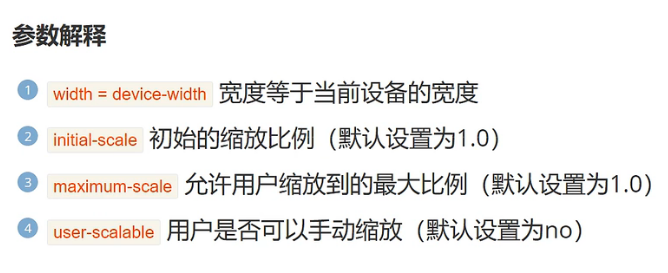 参数解释
1 width = device-width 宽度等于当前设备的宽度
2 initial-scale 初始的缩放比例（默认设置为1.0）
3 maximum-scale 允许用户缩放到的最大比例（默认设置为1.0）
4 user-scalable 用户是否可以手动缩放（默认设置为no）